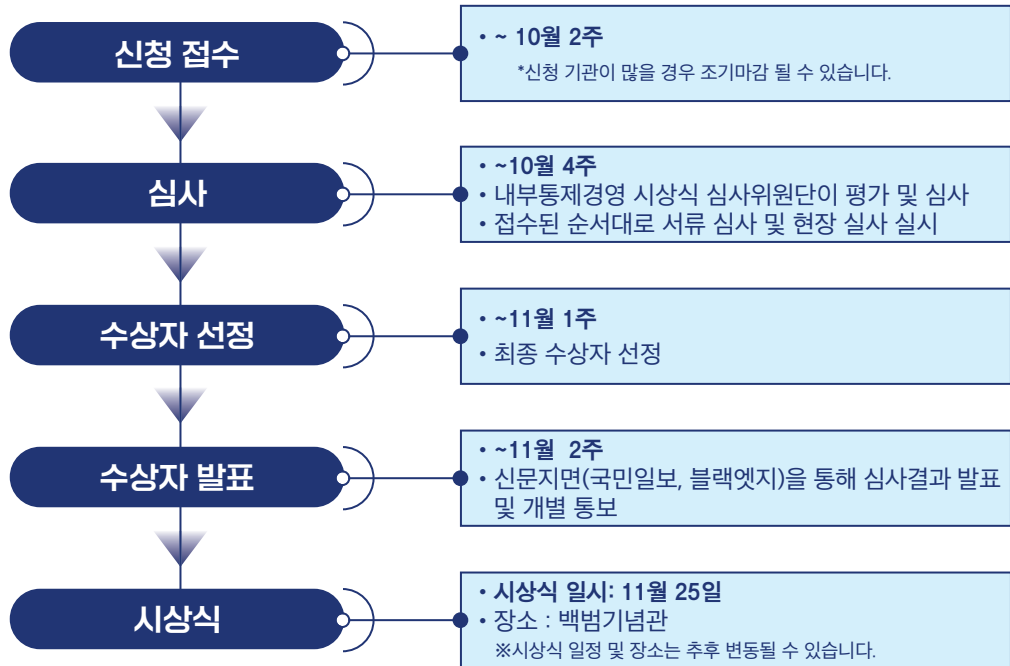 신청 접수
• ~ 10월 2주
*신청 기관이 많을 경우 조기마감 될 수 있습니다.
심사
• ~10월 4주
• 내부통제경영 시상식 심사위원단이 평가 및 심사
• 접수된 순서대로 서류 심사 및 현장 실사 실시
수상자 선정
• ~11월 1주
• 최종 수상자 선정
수상자 발표
• ~11월 2주
• 신문지면(국민일보, 블랙엣지)을 통해 심사결과 발표
및 개별 통보
시상식
• 시상식 일시: 11월 25일
• 장소 : 백범기념관
※시상식 일정 및 장소는 추후 변동될 수 있습니다.